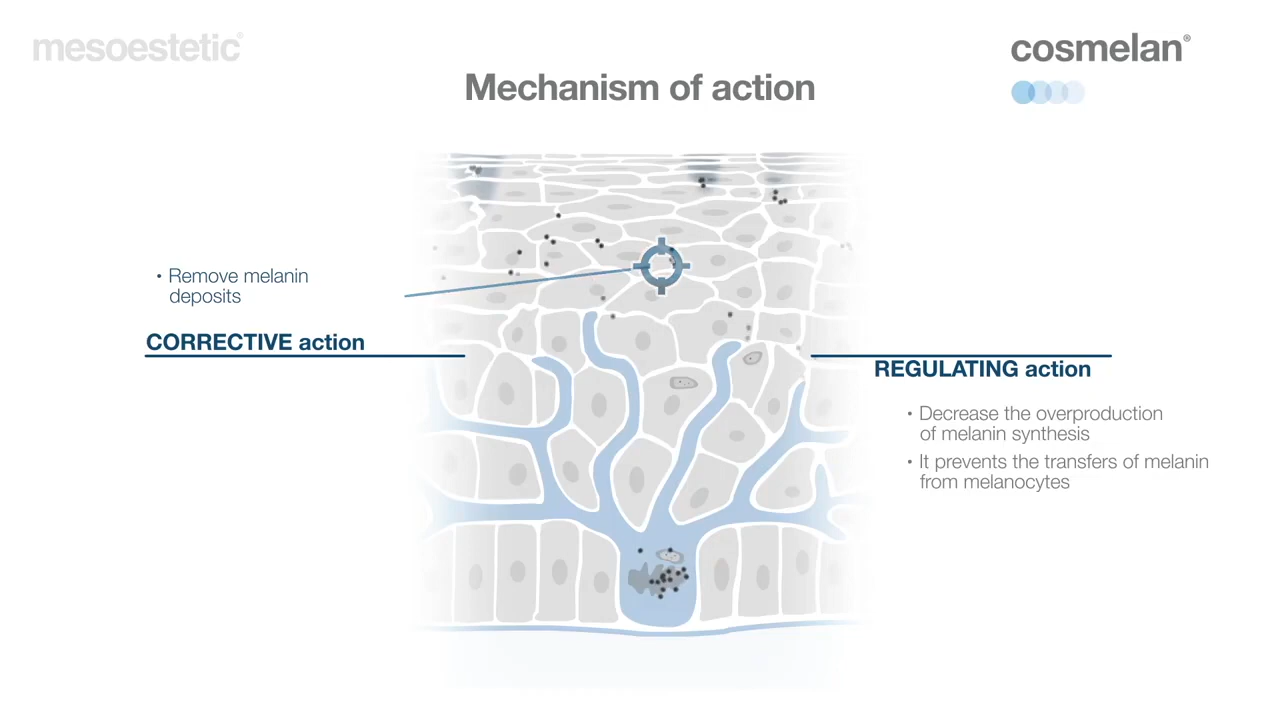 mesoestetic©
cosmelan®
Mechanism of action
• Remove melanin
deposits
CORRECTIVE action
REGULATING action
• Decrease the overproduction
of melanin synthesis
• It prevents the transfers of melanin
from melanocytes